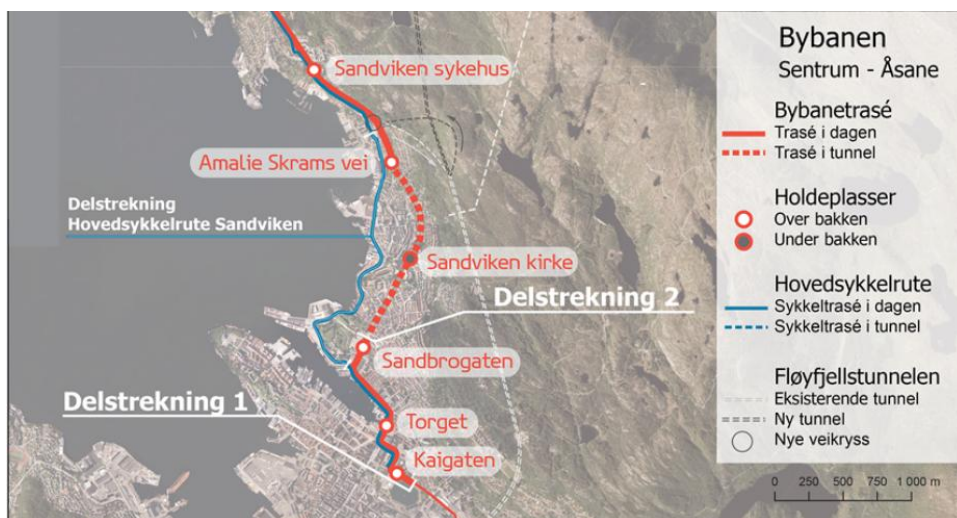 Sandviken sykehus
Amalie Skrams vei
Delstrekning
Hovedsykkelrute Sandviken
Sandviken kirke
Delstrekning 2
Sandbrogaten
Delstrekning 1
Torget
Kaigaten
Bybanen
Sentrum - Åsane
Bybanetrasé
Trasé i dagen
Trasé i tunnel
Holdeplasser
Over bakken
Under bakken
Hovedsykkelrute
Sykkeltrasé i dagen
Sykkeltrasé i tunnel
Fløyfjellstunnelen
Eksisterende tunnel
Ny tunnel
Nye veikryss
0 250 500 750 1 000 m